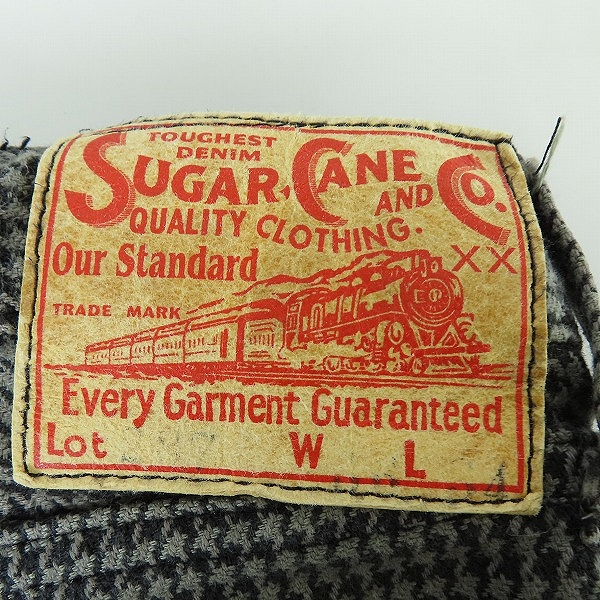 TOUGHEST
DENIM
SUGAR CANE CO.
AND
QUALITY CLOTHING.
Our Standard
XX
TRADE MARK
Every Garment Guaranteed
Lot W L